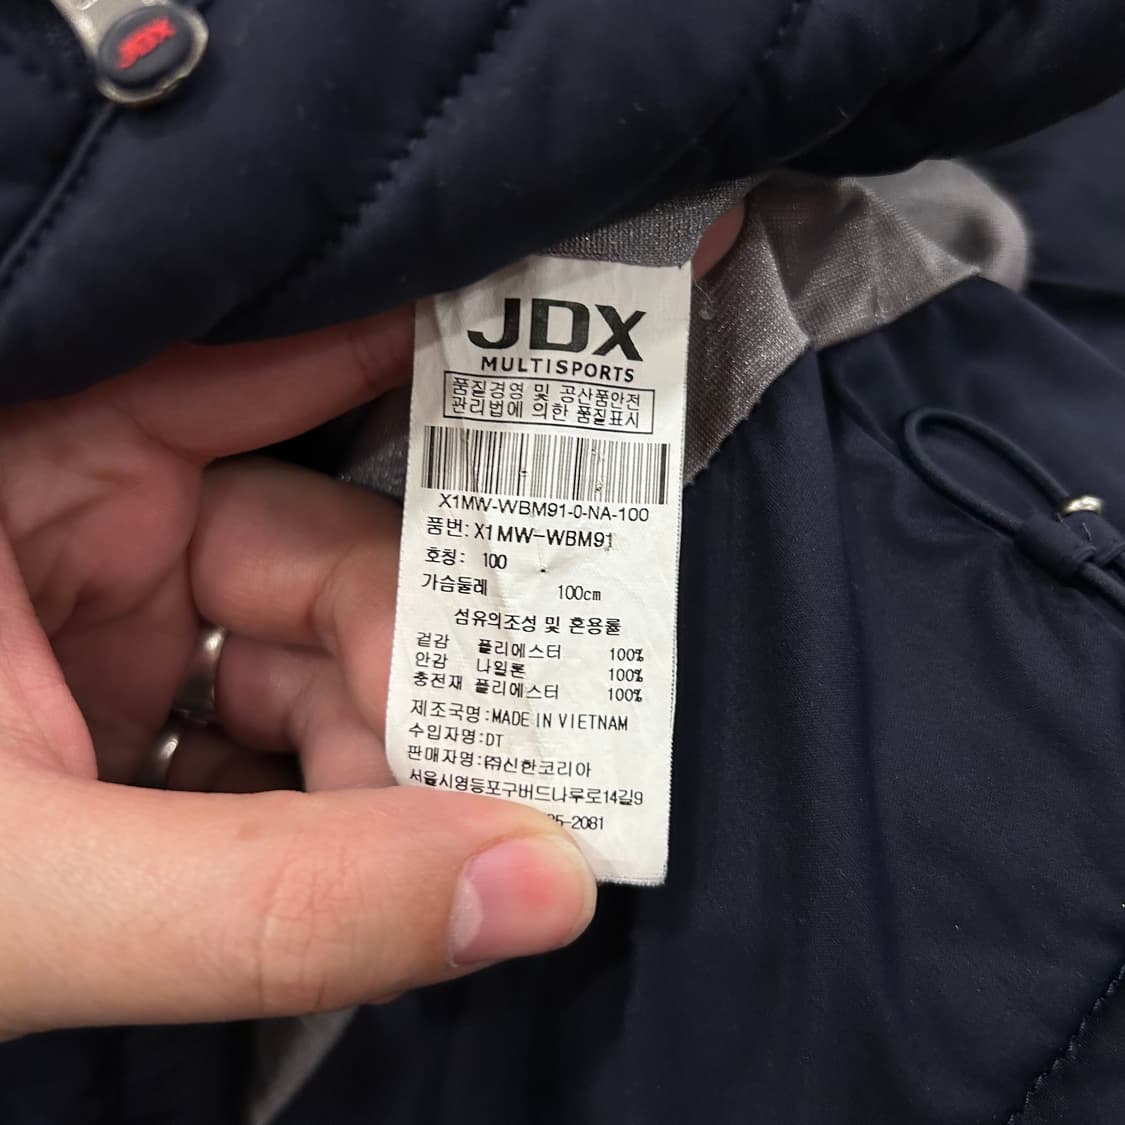 JDX
JDX
MULTISPORTS
품질경영 및 공산품안전
관리법에 의한 품질표시
X1MW-WBM91-0-NA-100
품번: X1MW-WBM91
호칭: 100
가슴둘레 100cm
섬유의조성 및 혼용률
겉감 폴리에스터 100%
안감 나일론 100%
충전재 폴리에스터 100%
제조국명:MADE IN VIETNAM
수입자명:DT
판매자명:㈜신한코리아
서울시영등포구버드나루로14길9
-2081